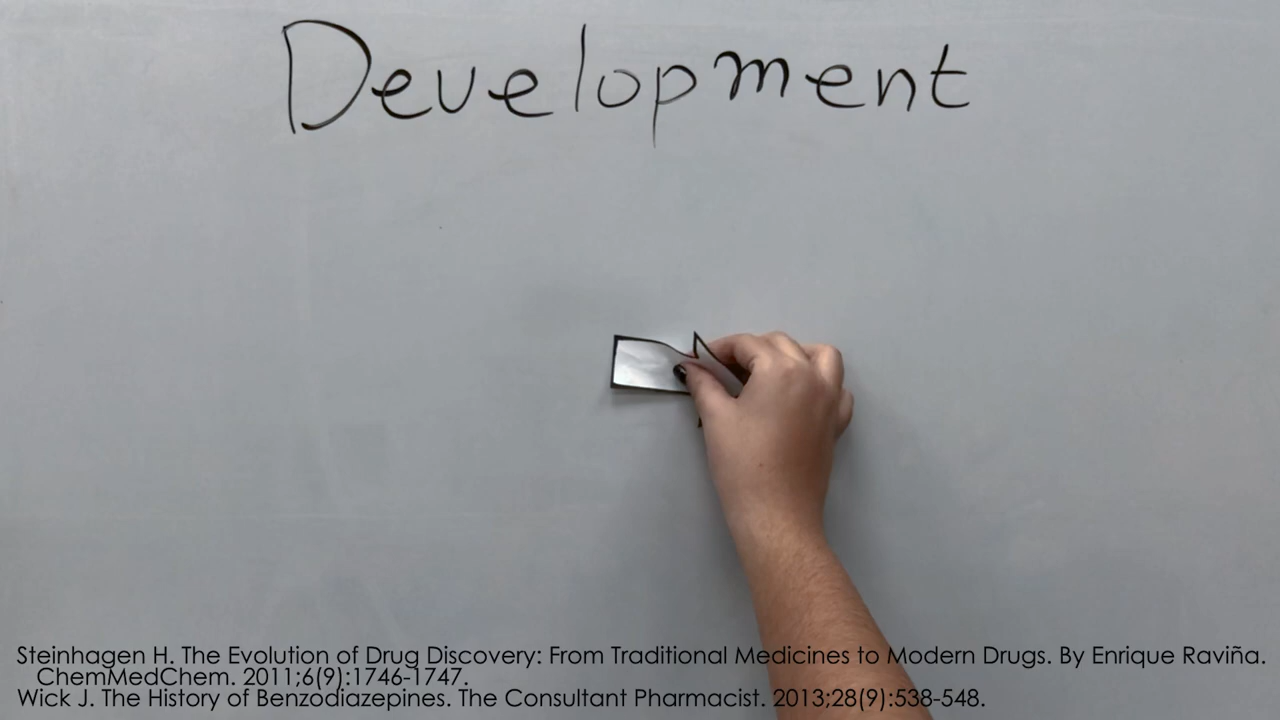 Development
Steinhagen H. The Evolution of Drug Discovery: From Traditional Medicines to Modern Drugs. By Enrique Raviña.
ChemMedChem. 2011;6(9):1746-1747.
Wick J. The History of Benzodiazepines. The Consultant Pharmacist. 2013;28(9):538-548.